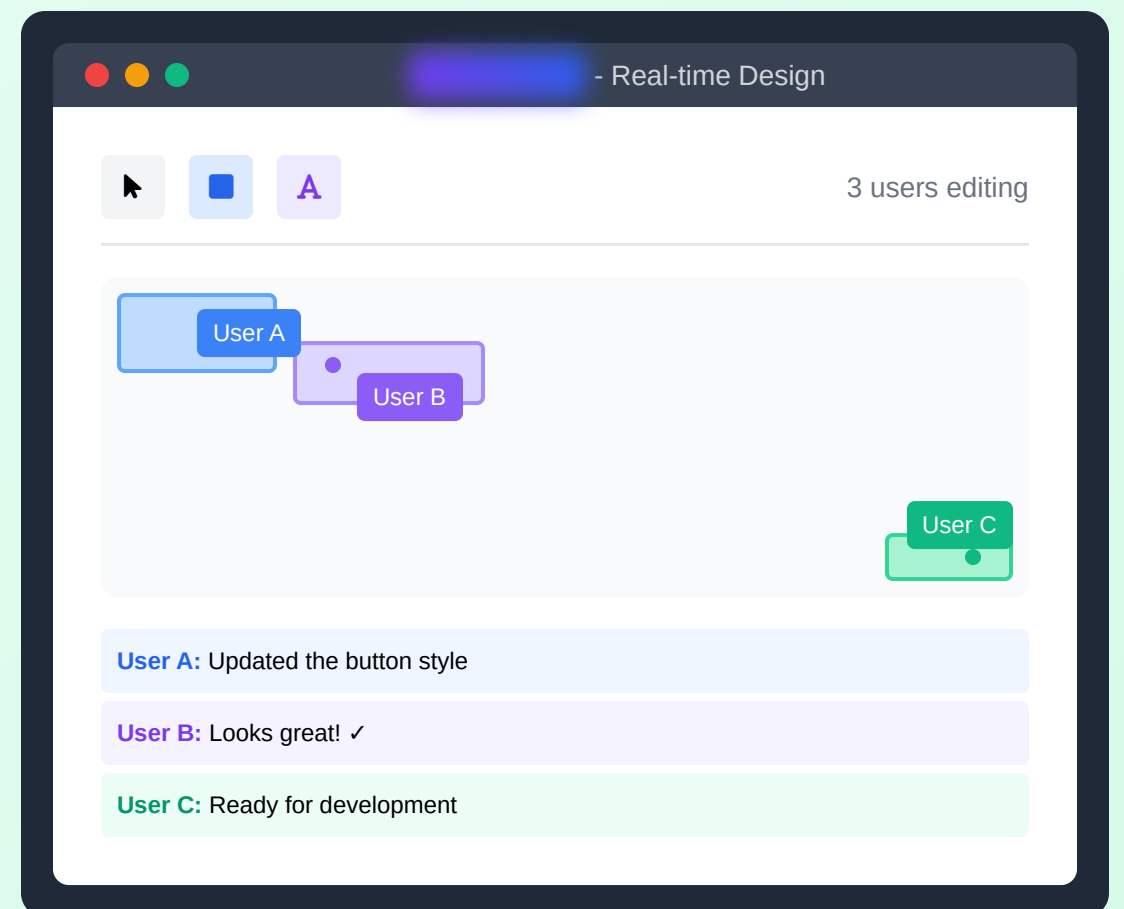 - Real-time Design
A
3 users editing
User A
User B
User C
User A: Updated the button style
User B: Looks great! ✓
User C: Ready for development